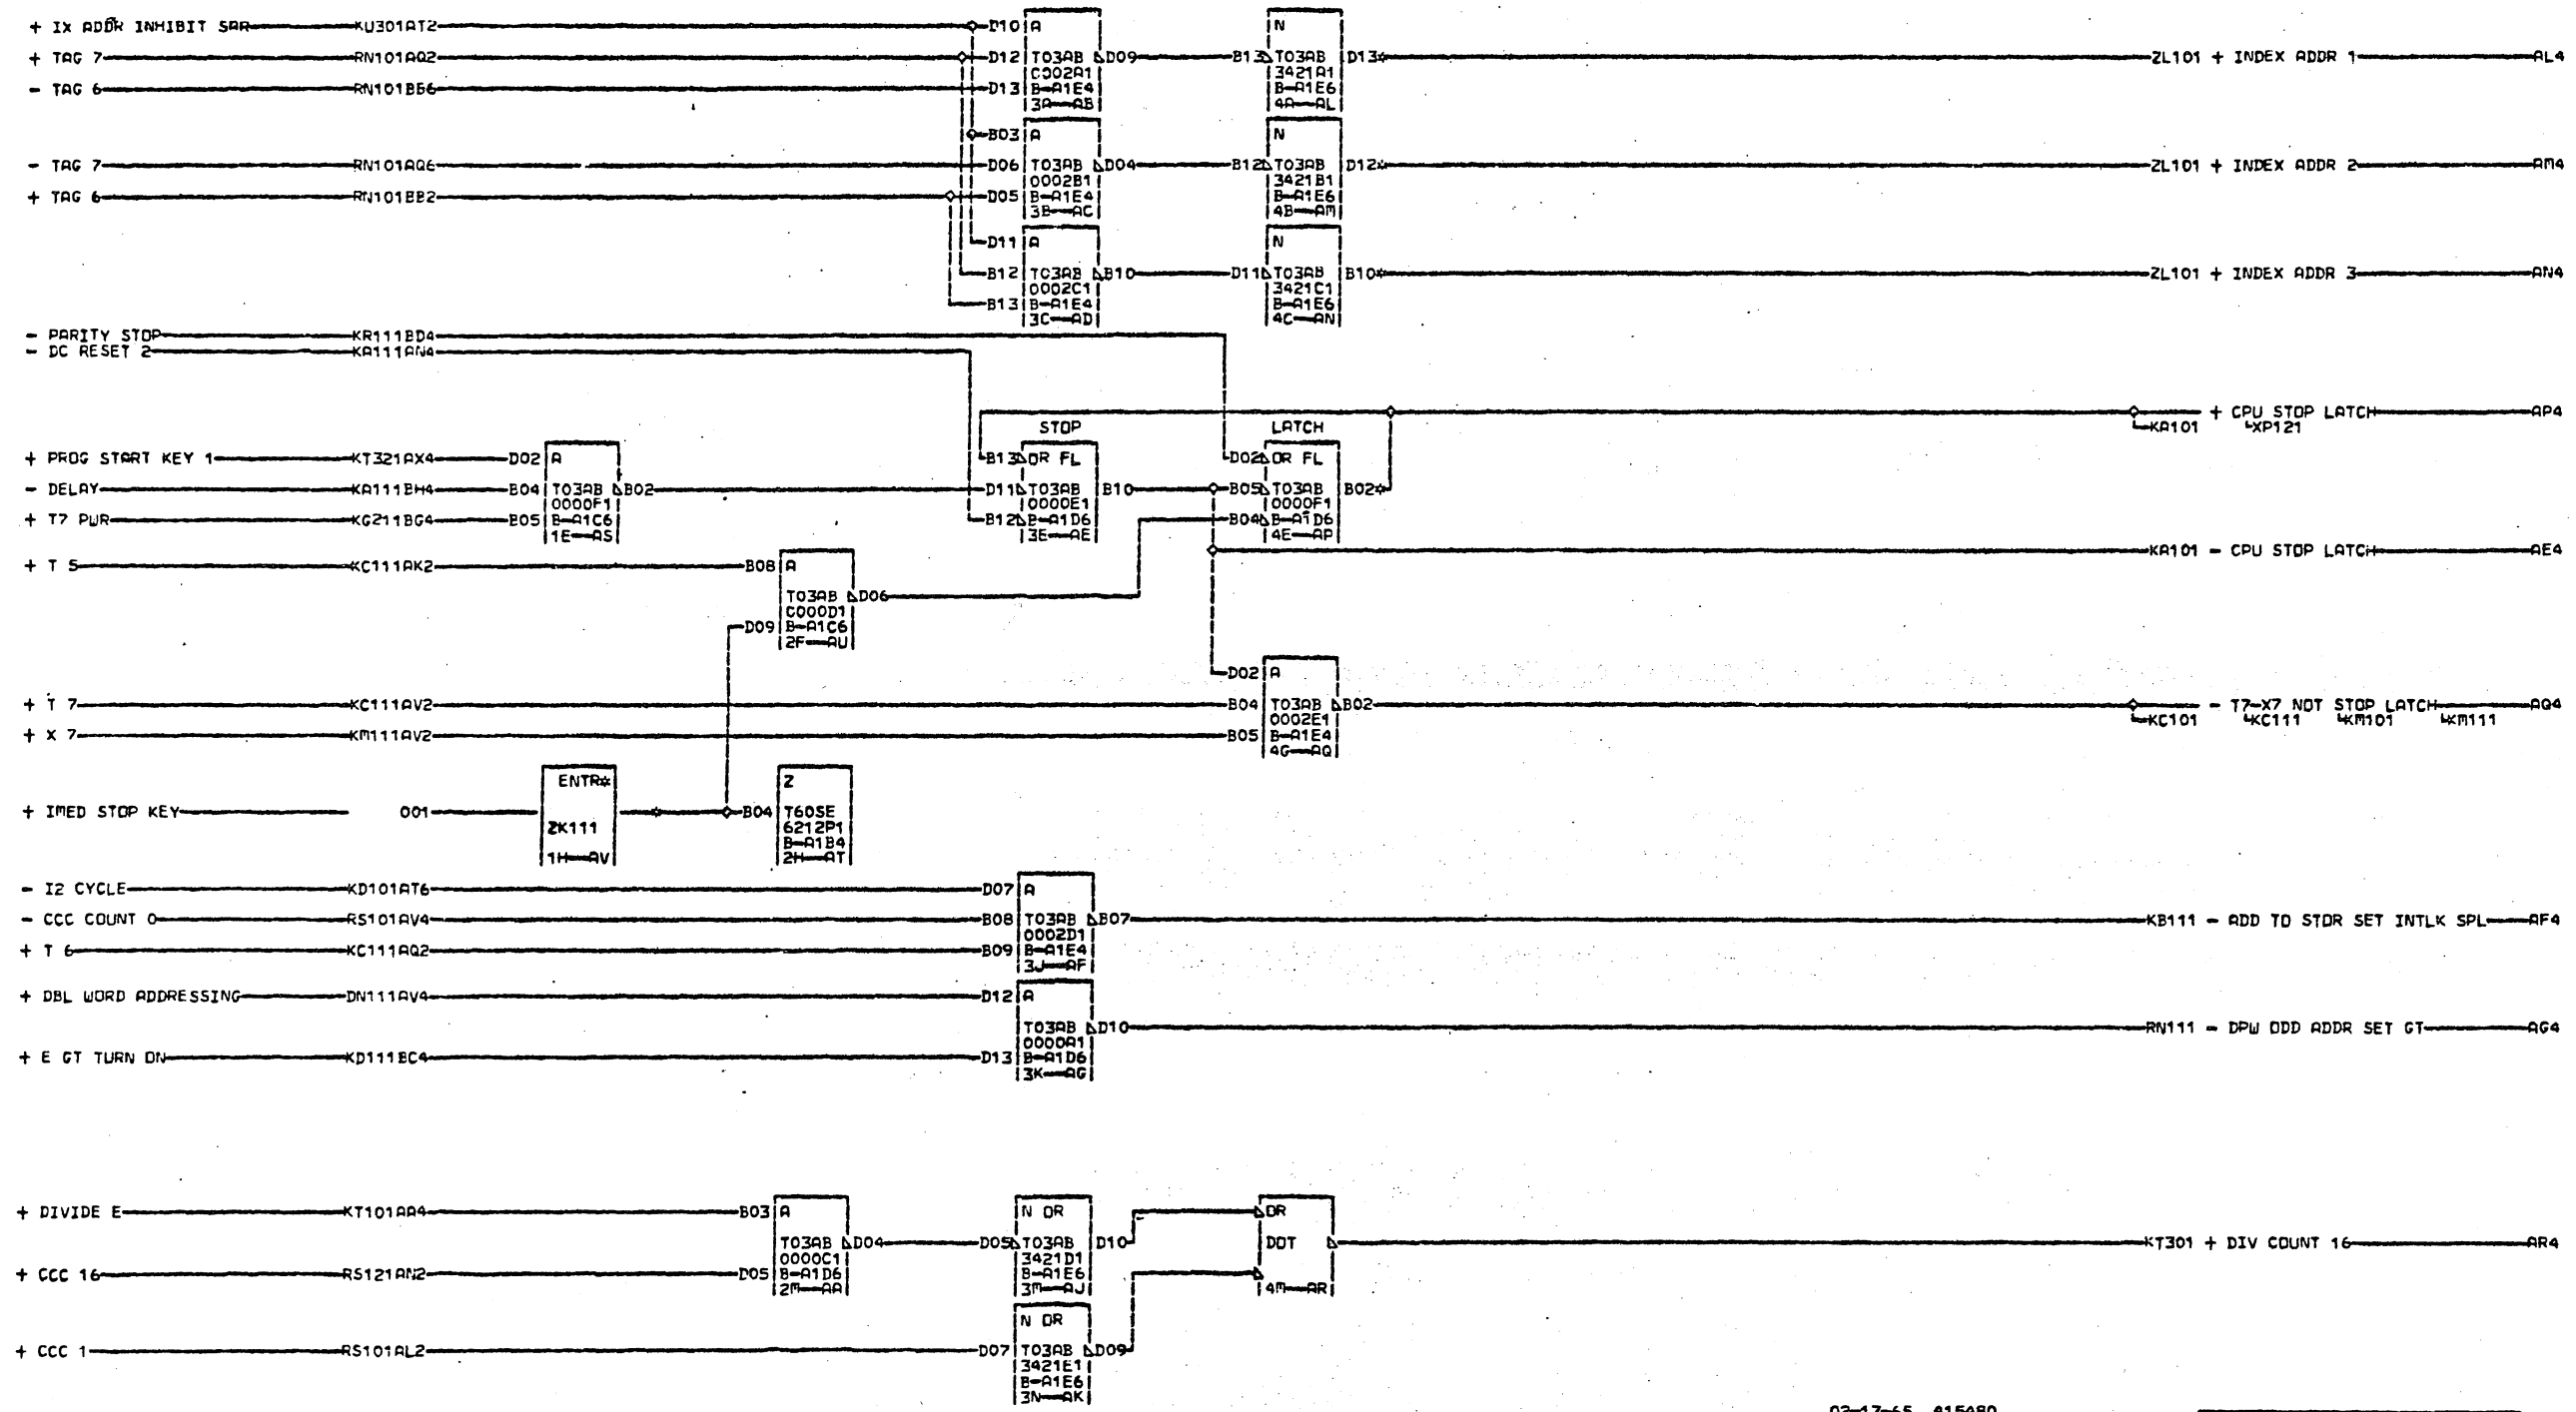 + IX ADDR INHIBIT SAR KU301AT2 D10 A N
+ TAG 7 RN101AQ2 D12 T03AB D09 B13 T03AB D13 ZL101 + INDEX ADDR 1 AL4
C002A1 3421A1
- TAG 6 RN101BB6 D13 B-A1E4 B-A1E6
3A AB 4A AL
B03 A N
- TAG 7 RN101AQ6 D06 T03AB D04 B12 T03AB D12 ZL101 + INDEX ADDR 2 AM4
0002B1 3421B1
+ TAG 6 RN101BB2 D05 B-A1E4 B-A1E6
3B AC 4B AM
D11 A N
B12 T03AB B10 D11 T03AB B10 ZL101 + INDEX ADDR 3 AN4
0002C1 3421C1
B13 B-A1E4 B-A1E6
3C AD 4C AN
- PARITY STOP KR111BD4
- DC RESET 2 KA111AN4
+ CPU STOP LATCH AP4
KA101 XP121
STOP LATCH
+ PROG START KEY 1 KT321AX4 D02 A B13 OR FL D02 OR FL
- DELAY KA111BH4 B04 T03AB B02 D11 T03AB B10 B05 T03AB B02
0000F1 0000E1 0000F1
+ T7 PWR KG211BG4 B05 B-A1C6 B12 B-A1D6 B04 B-A1D6
1E AS 3E AE 4E AP
KA101 - CPU STOP LATCH AE4
+ T 5 KC111AK2 B08 A
T03AB D06
C000D1
D09 B-A1C6
2F AU
D02 A
+ T 7 KC111AV2 B04 T03AB B02 - T7-X7 NOT STOP LATCH AQ4
0002E1 KC101 KC111 KM101 KM111
+ X 7 KM111AV2 B05 B-A1E4
4G AQ
ENTR* Z
+ IMED STOP KEY 001 B04 T60SE
ZK111 6212P1
B-A1B4
1H AV 2H AT
- I2 CYCLE KD101AT6 D07 A
- CCC COUNT 0 RS101AV4 B08 T03AB B07 KB111 - ADD TO STOR SET INTLK SPL AF4
0002D1
+ T 6 KC111AQ2 B09 B-A1E4
3J AF
+ DBL WORD ADDRESSING DN111AV4 D12 A
T03AB D10 RN111 - DPW ODD ADDR SET GT AG4
0000A1
+ E GT TURN ON KD111BC4 D13 B-A1D6
3K AG
+ DIVIDE E KT101AA4 B03 A N OR OR
T03AB D04 D05 T03AB D10 DOT KT301 + DIV COUNT 16 AR4
0000C1 3421D1
+ CCC 16 RS121AN2 D05 B-A1D6 B-A1E6
2M AA 3M AJ 4M AR
N OR
+ CCC 1 RS101AL2 D07 T03AB D09
3421E1
B-A1E6
3N AK